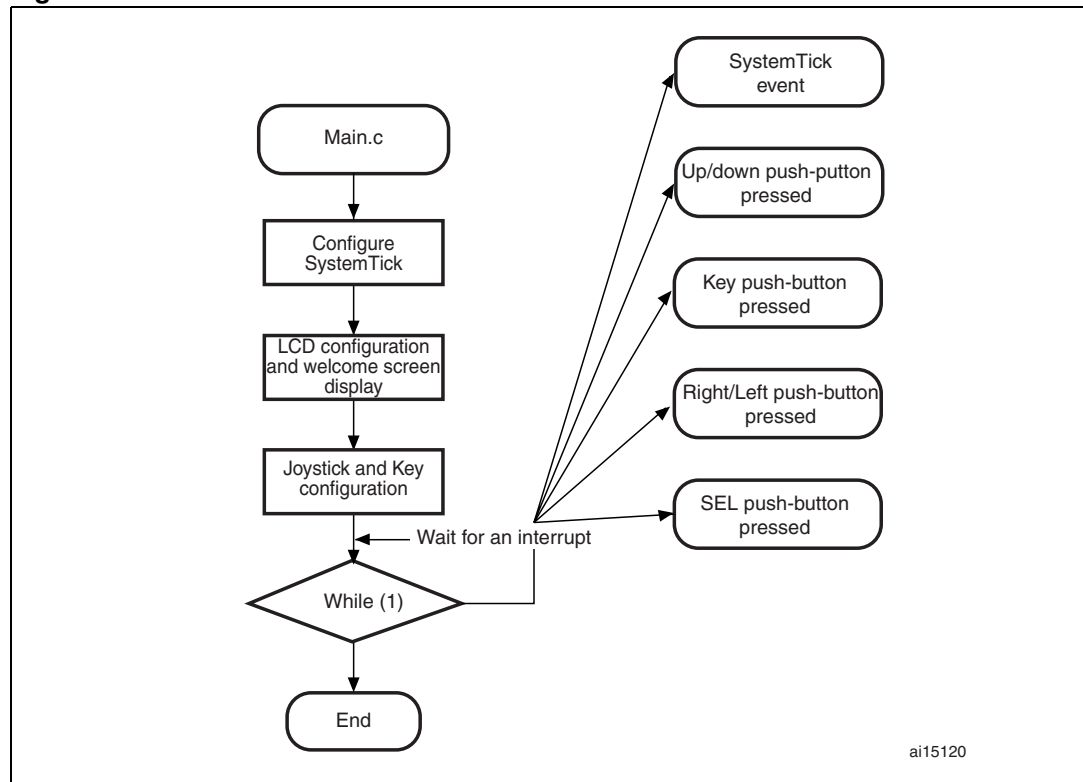 Main.c
Configure
SystemTick
LCD configuration
and welcome screen
display
Joystick and Key
configuration
Wait for an interrupt
While (1)
End
SystemTick
event
Up/down push-putton
pressed
Key push-button
pressed
Right/Left push-button
pressed
SEL push-button
pressed
ai15120